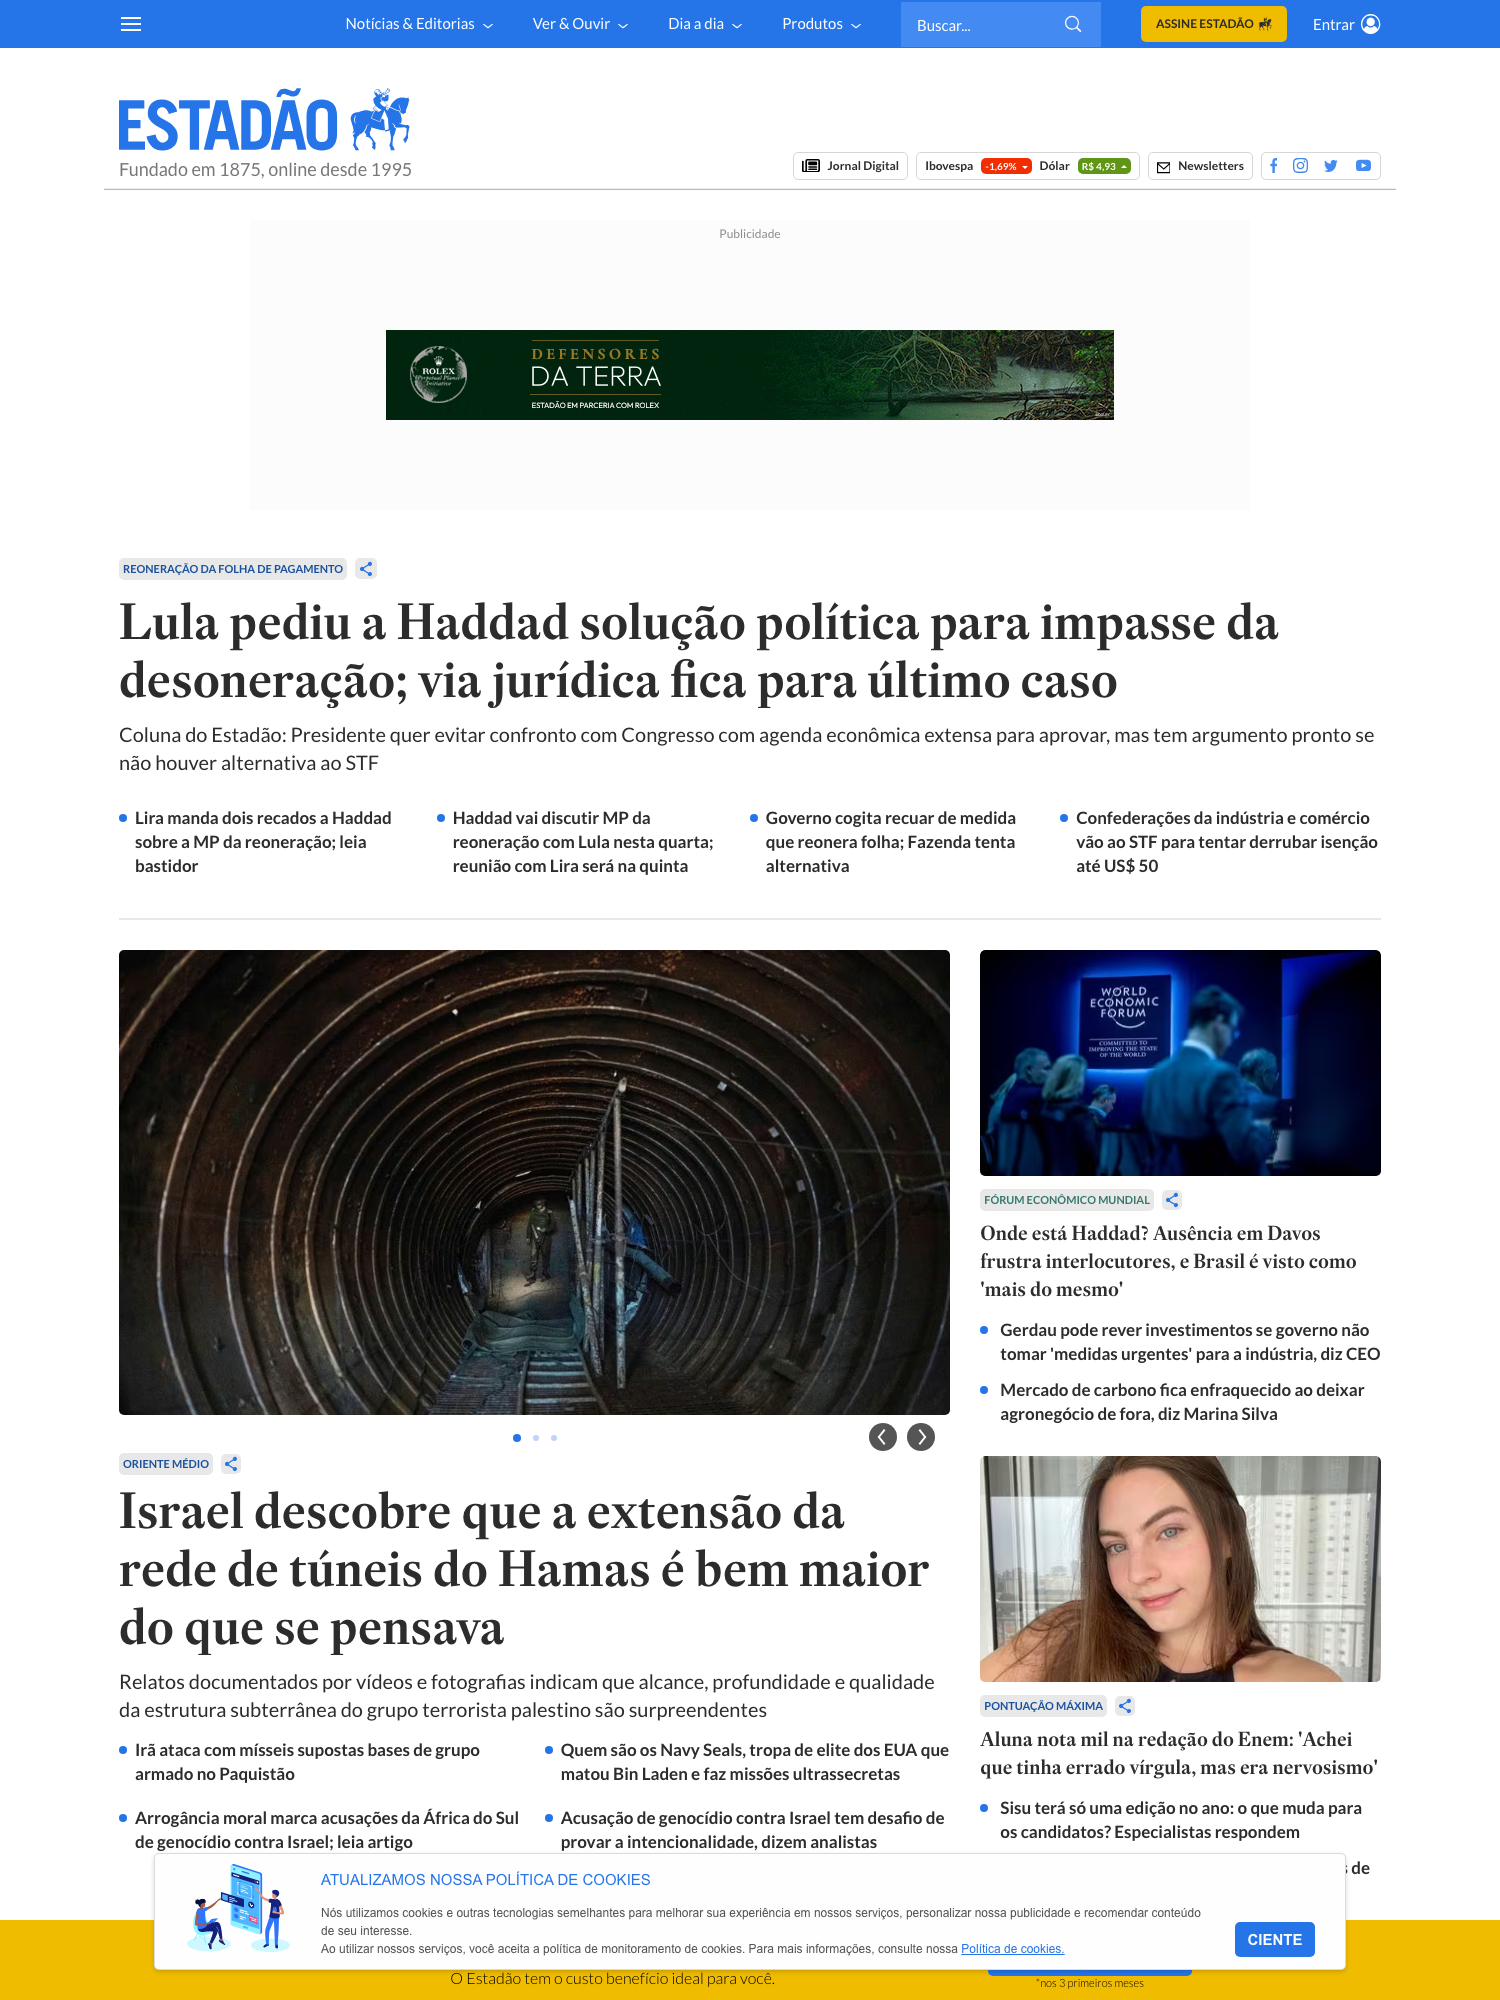 Notícias & Editorias
Ver & Ouvir
Dia a dia
Produtos
Buscar...
ASSINE ESTADÃO
Entrar
ESTADÃO
Fundado em 1875, online desde 1995
Jornal Digital
Ibovespa -1,69% Dólar R$ 4,93
Newsletters
Publicidade
ROLEX
Perpetual Planet
Initiative
DEFENSORES
DA TERRA
ESTADÃO EM PARCERIA COM ROLEX
REONERAÇÃO DA FOLHA DE PAGAMENTO
Lula pediu a Haddad solução política para impasse da
desoneração; via jurídica fica para último caso
Coluna do Estadão: Presidente quer evitar confronto com Congresso com agenda econômica extensa para aprovar, mas tem argumento pronto se
não houver alternativa ao STF
Lira manda dois recados a Haddad
sobre a MP da reoneração; leia
bastidor
Haddad vai discutir MP da
reoneração com Lula nesta quarta;
reunião com Lira será na quinta
Governo cogita recuar de medida
que reonera folha; Fazenda tenta
alternativa
Confederações da indústria e comércio
vão ao STF para tentar derrubar isenção
até US$ 50
ORIENTE MÉDIO
Israel descobre que a extensão da
rede de túneis do Hamas é bem maior
do que se pensava
Relatos documentados por vídeos e fotografias indicam que alcance, profundidade e qualidade
da estrutura subterrânea do grupo terrorista palestino são surpreendentes
Irã ataca com mísseis supostas bases de grupo
armado no Paquistão
Quem são os Navy Seals, tropa de elite dos EUA que
matou Bin Laden e faz missões ultrassecretas
Arrogância moral marca acusações da África do Sul
de genocídio contra Israel; leia artigo
Acusação de genocídio contra Israel tem desafio de
provar a intencionalidade, dizem analistas
WORLD
ECONOMIC
FORUM
COMMITTED TO
IMPROVING THE STATE
OF THE WORLD
FÓRUM ECONÔMICO MUNDIAL
Onde está Haddad? Ausência em Davos
frustra interlocutores, e Brasil é visto como
'mais do mesmo'
Gerdau pode rever investimentos se governo não
tomar 'medidas urgentes' para a indústria, diz CEO
Mercado de carbono fica enfraquecido ao deixar
agronegócio de fora, diz Marina Silva
PONTUAÇÃO MÁXIMA
Aluna nota mil na redação do Enem: 'Achei
que tinha errado vírgula, mas era nervosismo'
Sisu terá só uma edição no ano: o que muda para
os candidatos? Especialistas respondem
de
ATUALIZAMOS NOSSA POLÍTICA DE COOKIES
Nós utilizamos cookies e outras tecnologias semelhantes para melhorar sua experiência em nossos serviços, personalizar nossa publicidade e recomendar conteúdo
de seu interesse.
Ao utilizar nossos serviços, você aceita a política de monitoramento de cookies. Para mais informações, consulte nossa Política de cookies.
CIENTE
O Estadão tem o custo benefício ideal para você.
*nos 3 primeiros meses